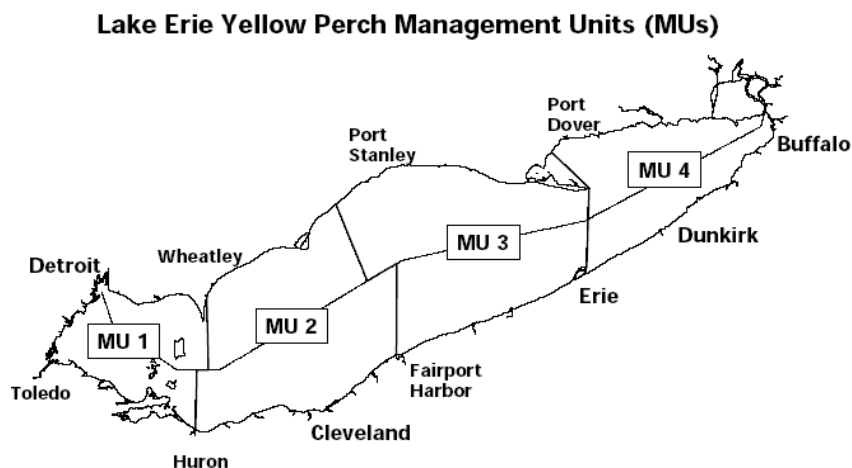 Lake Erie Yellow Perch Management Units (MUs)
Port
Dover
Buffalo
Port
Stanley
MU 4
Dunkirk
MU 3
Wheatley
Detroit
Erie
MU 2
MU 1
Fairport
Harbor
Toledo
Cleveland
Huron